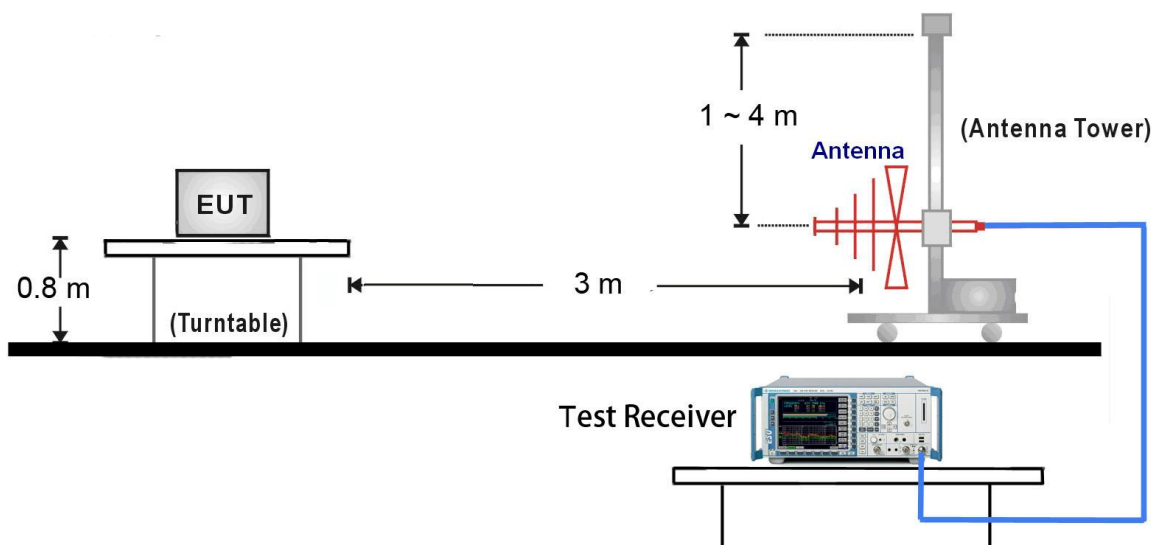 1 ~ 4 m
(Antenna Tower)
Antenna
EUT
0.8 m
3 m
(Turntable)
Test Receiver